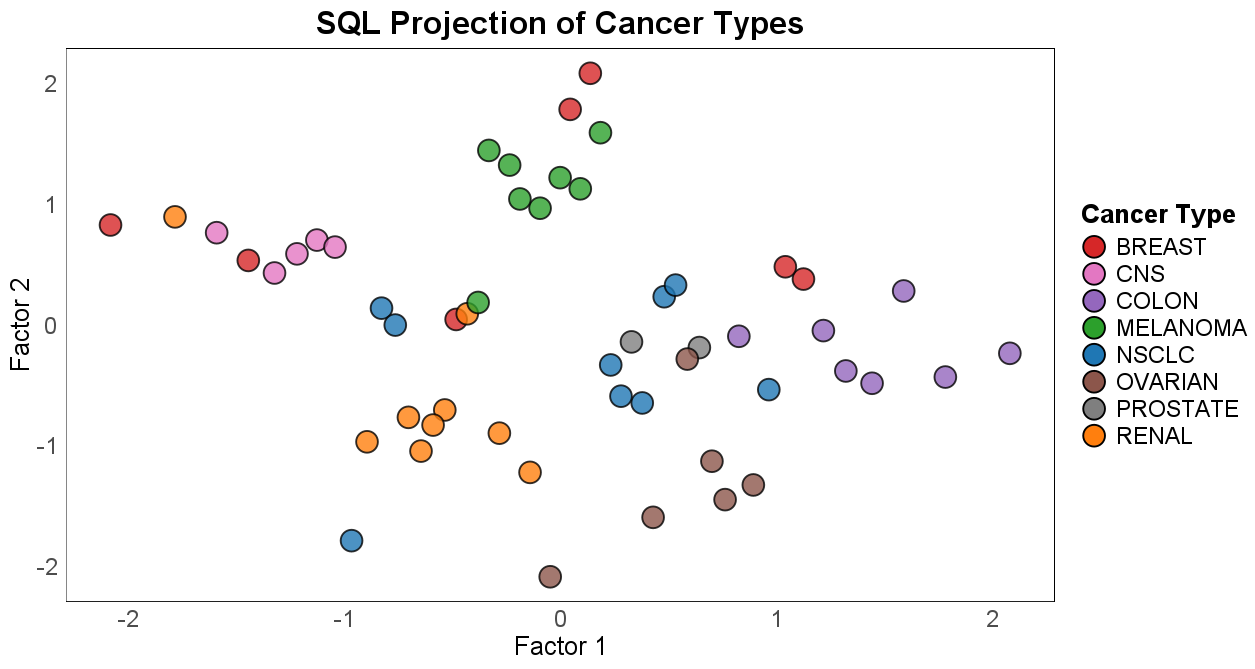 SQL Projection of Cancer Types
2
1
0
-1
-2
Factor 2
-2
-1
0
1
2
Factor 1
Cancer Type
BREAST
CNS
COLON
MELANOMA
NSCLC
OVARIAN
PROSTATE
RENAL